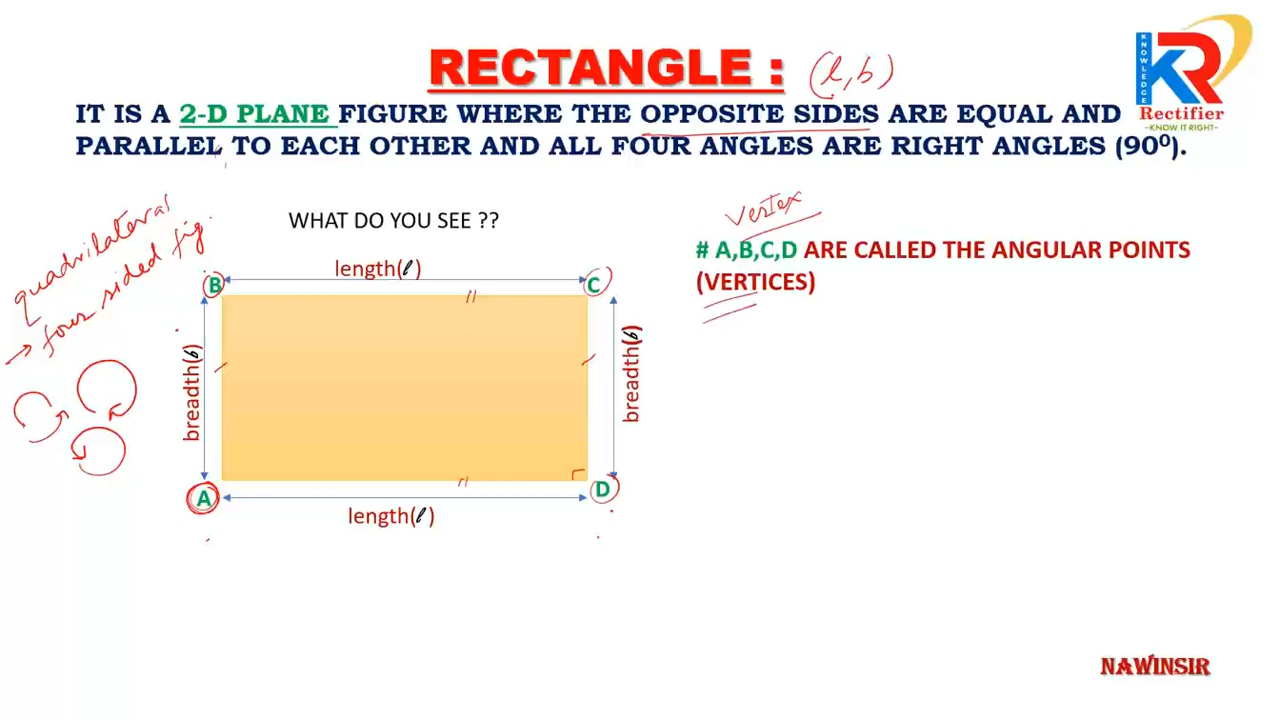 RECTANGLE : (l, b)
KNOWLEDGE
KR
Rectifier
—KNOW IT RIGHT—
IT IS A 2-D PLANE FIGURE WHERE THE OPPOSITE SIDES ARE EQUAL AND
PARALLEL TO EACH OTHER AND ALL FOUR ANGLES ARE RIGHT ANGLES (90⁰).
quadrilateral
→ four sided fig.
WHAT DO YOU SEE ??
Vertex
# A,B,C,D ARE CALLED THE ANGULAR POINTS
(VERTICES)
length(ℓ)
B
C
breadth(b)
breadth(b)
A
D
length(ℓ)
NAWINSIR